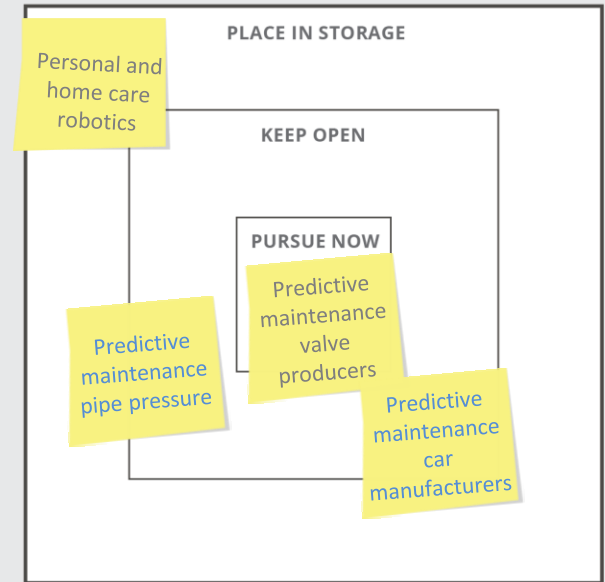 PLACE IN STORAGE
Personal and
home care
robotics
KEEP OPEN
PURSUE NOW
Predictive
maintenance
valve
producers
Predictive
maintenance
pipe pressure
Predictive
maintenance
car
manufacturers